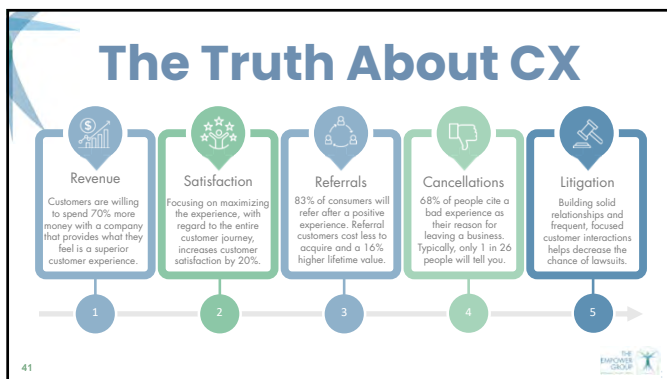 The Truth About CX
$
Revenue
Customers are willing
to spend 70% more
money with a company
that provides what they
feel is a superior
customer experience.
1
Satisfaction
Focusing on maximizing
the experience, with
regard to the entire
customer journey,
increases customer
satisfaction by 20%.
2
Referrals
83% of consumers will
refer after a positive
experience. Referral
customers cost less to
acquire and a 16%
higher lifetime value.
3
Cancellations
68% of people cite a
bad experience as
their reason for
leaving a business.
Typically, only 1 in 26
people will tell you.
4
Litigation
Building solid
relationships and
frequent, focused
customer interactions
helps decrease the
chance of lawsuits.
5
41
THE
EMPOWER
GROUP